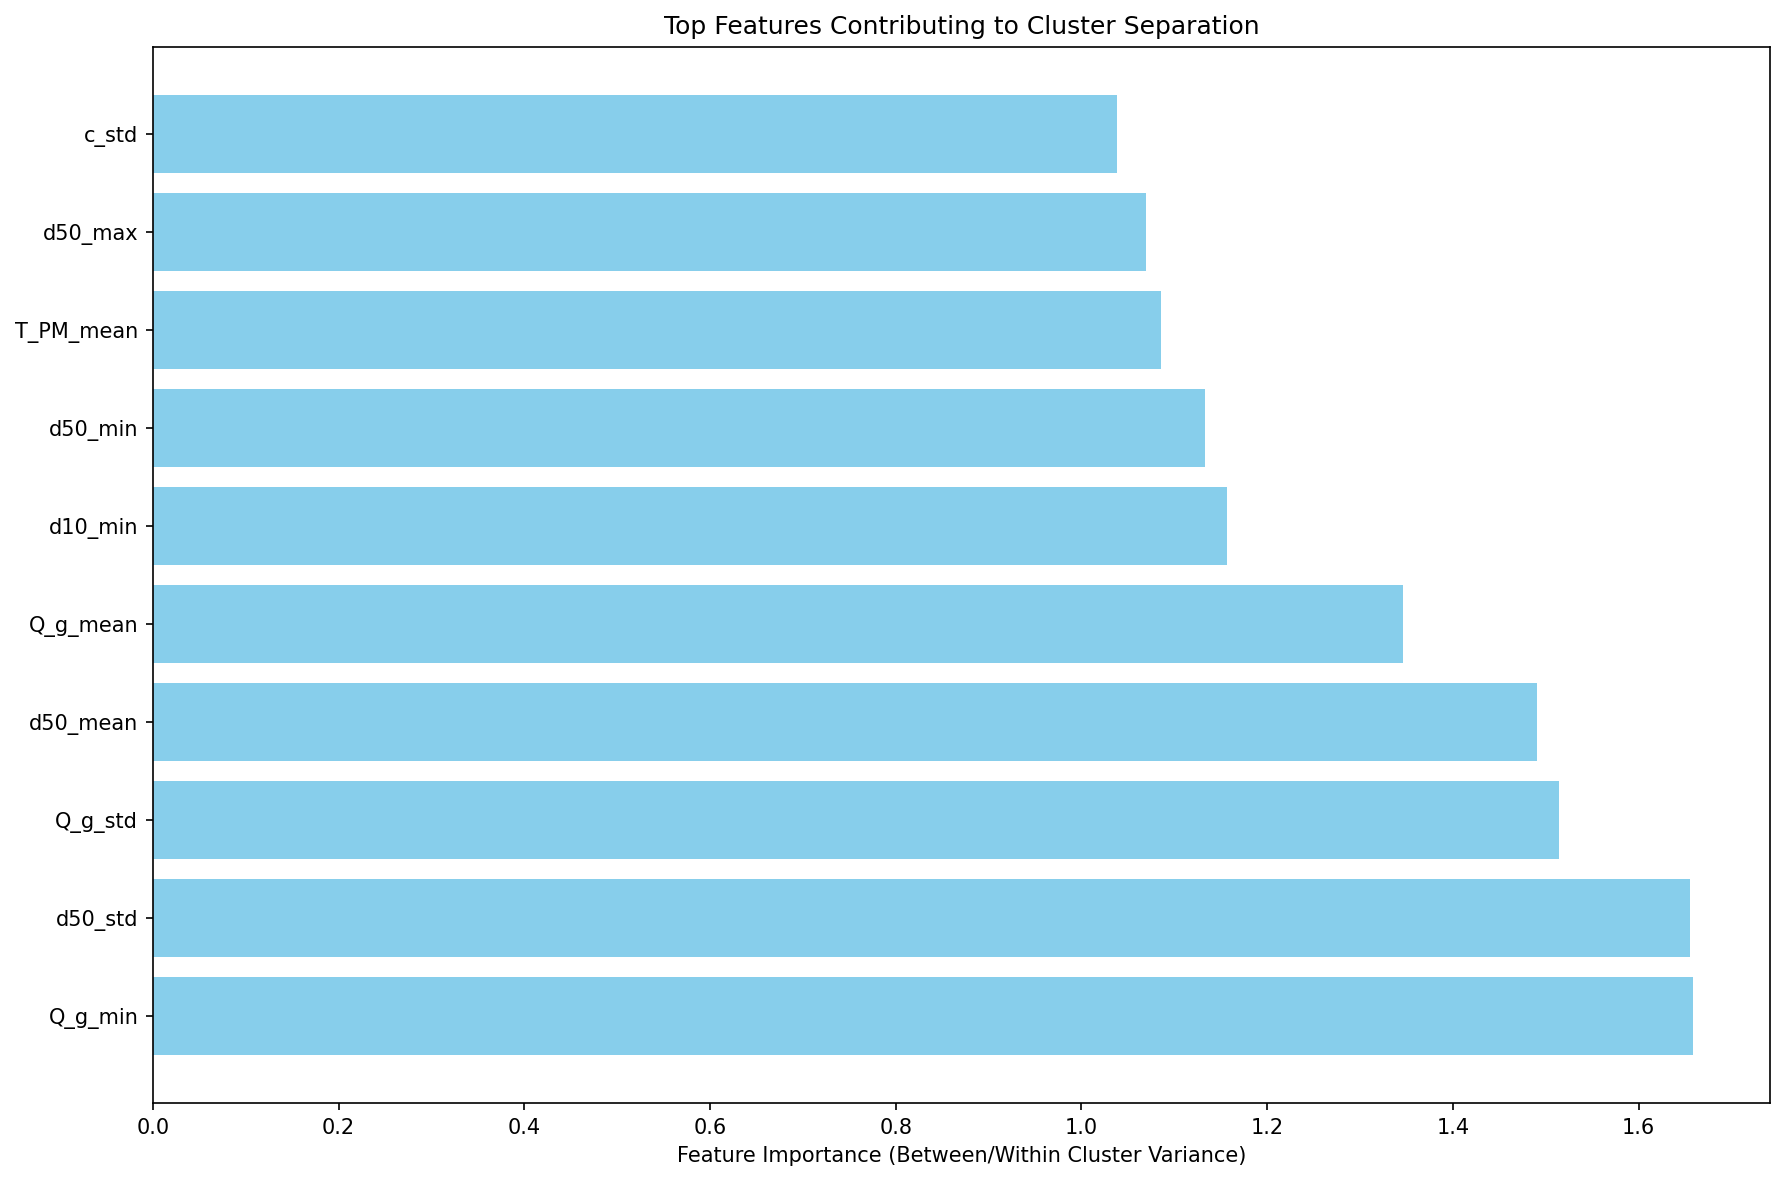 Top Features Contributing to Cluster Separation
c_std
d50_max
T_PM_mean
d50_min
d10_min
Q_g_mean
d50_mean
Q_g_std
d50_std
Q_g_min
0.0 0.2 0.4 0.6 0.8 1.0 1.2 1.4 1.6
Feature Importance (Between/Within Cluster Variance)